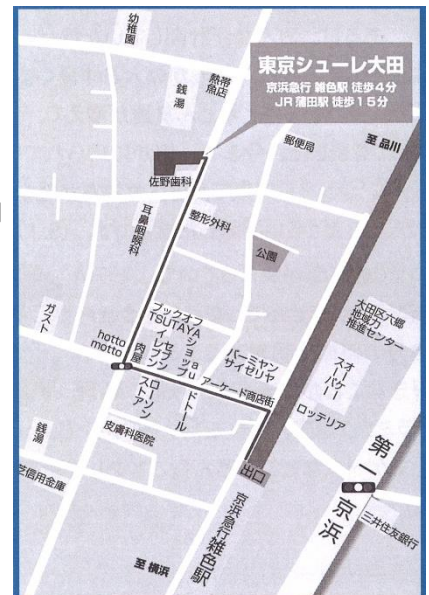 幼稚園
銭湯
熱帯
魚店
東京シューレ大田
京浜急行 雑色駅 徒歩4分
JR 蒲田駅 徒歩15分
郵便局
至 品川
佐野歯科
耳鼻咽喉科
整形外科
公園
ガスト
hotto
motto
肉屋
ブックオフ
TSUTAYA
イレブン
セブン
ショップ
au
バーミヤン
サイゼリヤ
アーケード商店街
大田区六郷
地域力
推進センター
オーケー
スーパー
ロッテリア
ローソン
ストア
ドトール
皮膚科医院
銭湯
芝信用金庫
出口
京浜急行雑色駅
至 横浜
第一京浜
三井住友銀行